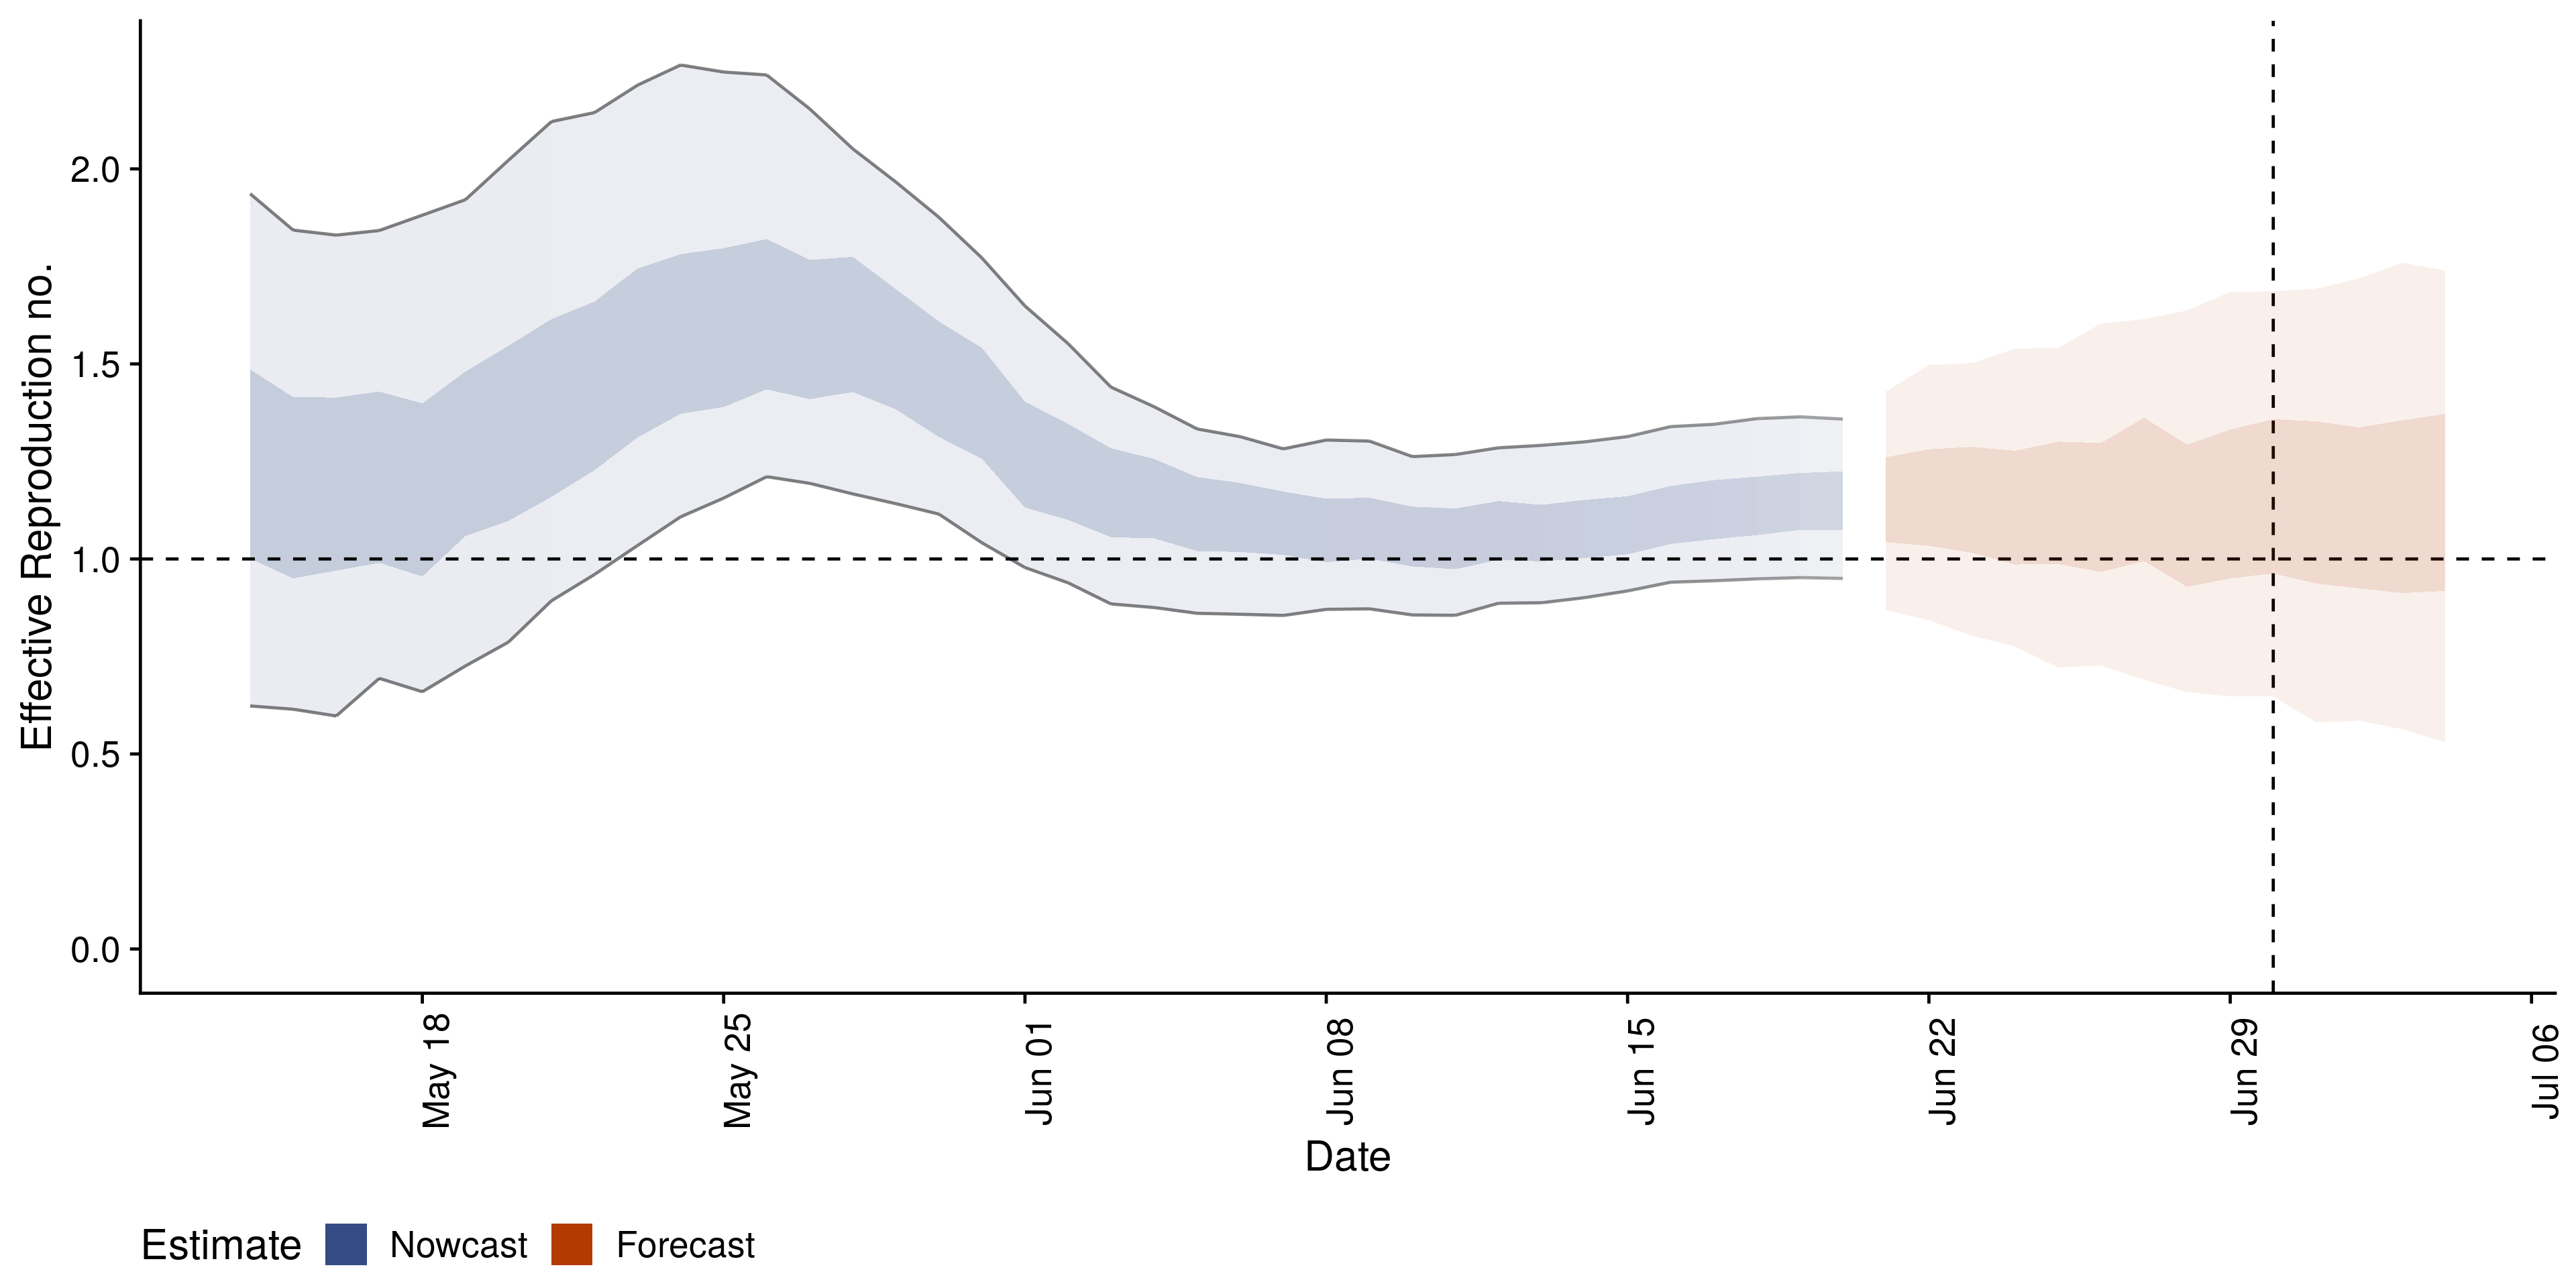 Effective Reproduction no.
2.0
1.5
1.0
0.5
0.0
May 18
May 25
Jun 01
Jun 08
Jun 15
Jun 22
Jun 29
Jul 06
Date
Estimate Nowcast Forecast